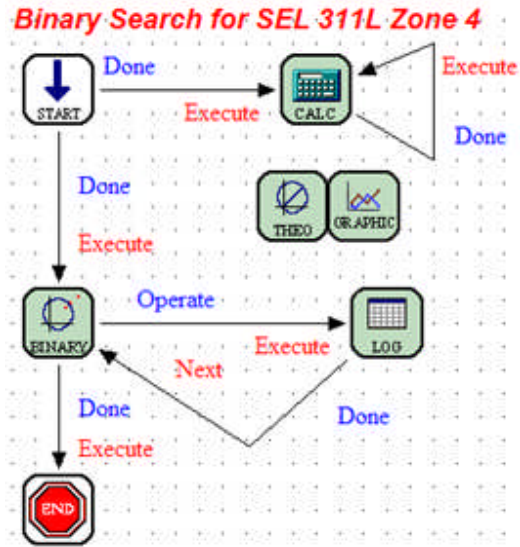 Binary Search for SEL 311L Zone 4
Done
Execute
START
Execute
CALC
Done
Done
THEO
GRAPHIC
Execute
Operate
BINARY
Execute
LOG
Next
Done
Done
Execute
END